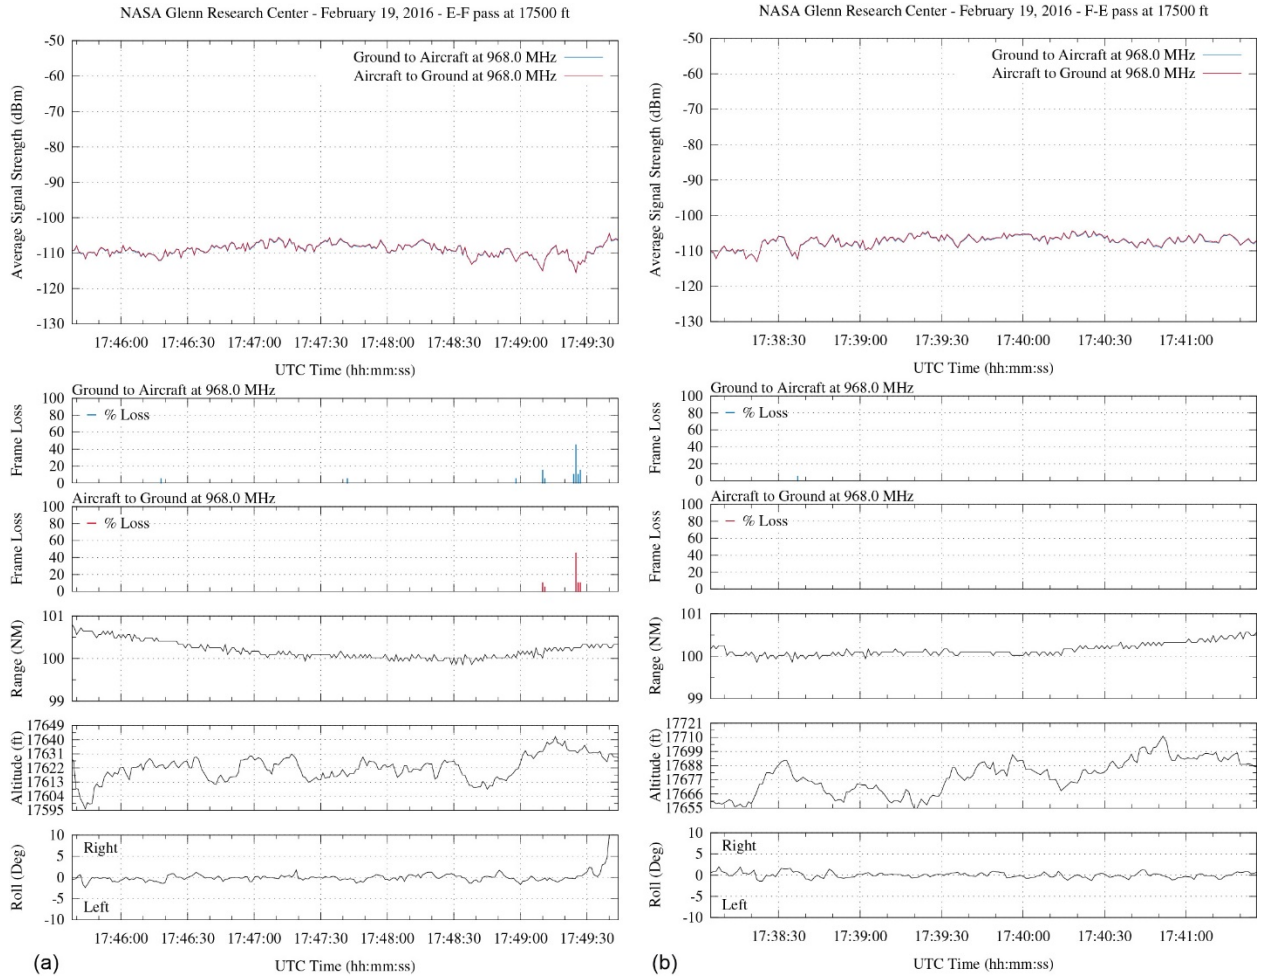 NASA Glenn Research Center - February 19, 2016 - E-F pass at 17500 ft
-50
-60
-70
-80
-90
-100
-110
-120
-130
Average Signal Strength (dBm)
Ground to Aircraft at 968.0 MHz
Aircraft to Ground at 968.0 MHz
17:46:00 17:46:30 17:47:00 17:47:30 17:48:00 17:48:30 17:49:00 17:49:30
UTC Time (hh:mm:ss)
Ground to Aircraft at 968.0 MHz
100
80
60
40
20
0
Frame Loss
% Loss
Aircraft to Ground at 968.0 MHz
100
80
60
40
20
0
Frame Loss
% Loss
101
100
99
Range (NM)
17649
17640
17631
17622
17613
17604
17595
Altitude (ft)
10
5
0
-5
-10
Roll (Deg)
Right
Left
17:46:00 17:46:30 17:47:00 17:47:30 17:48:00 17:48:30 17:49:00 17:49:30
UTC Time (hh:mm:ss)
(a)
NASA Glenn Research Center - February 19, 2016 - F-E pass at 17500 ft
-50
-60
-70
-80
-90
-100
-110
-120
-130
Average Signal Strength (dBm)
Ground to Aircraft at 968.0 MHz
Aircraft to Ground at 968.0 MHz
17:38:30 17:39:00 17:39:30 17:40:00 17:40:30 17:41:00
UTC Time (hh:mm:ss)
Ground to Aircraft at 968.0 MHz
100
80
60
40
20
0
Frame Loss
% Loss
Aircraft to Ground at 968.0 MHz
100
80
60
40
20
0
Frame Loss
% Loss
101
100
99
Range (NM)
17721
17710
17699
17688
17677
17666
17655
Altitude (ft)
10
5
0
-5
-10
Roll (Deg)
Right
Left
17:38:30 17:39:00 17:39:30 17:40:00 17:40:30 17:41:00
UTC Time (hh:mm:ss)
(b)